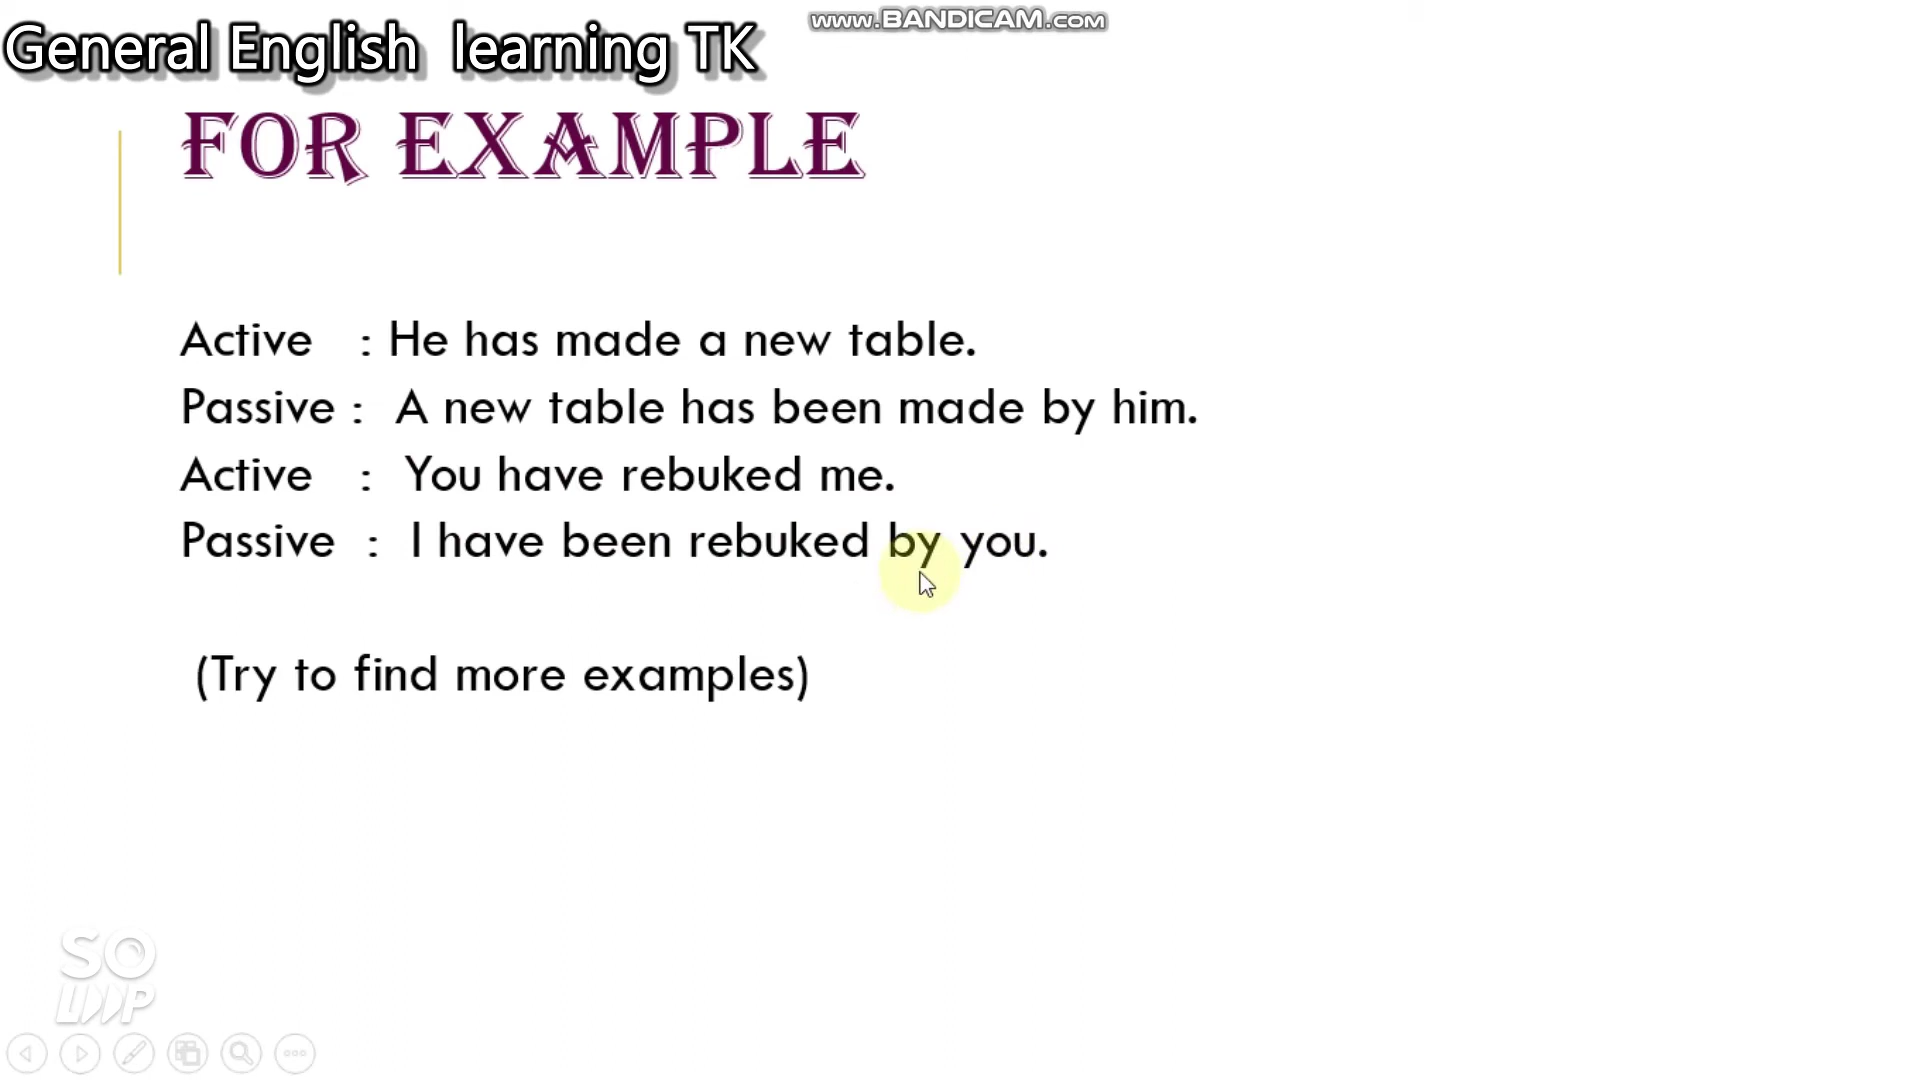 www.BANDICAM.com
General English learning TK
FOR EXAMPLE
Active : He has made a new table.
Passive : A new table has been made by him.
Active : You have rebuked me.
Passive : I have been rebuked by you.
(Try to find more examples)
SO
LOOP